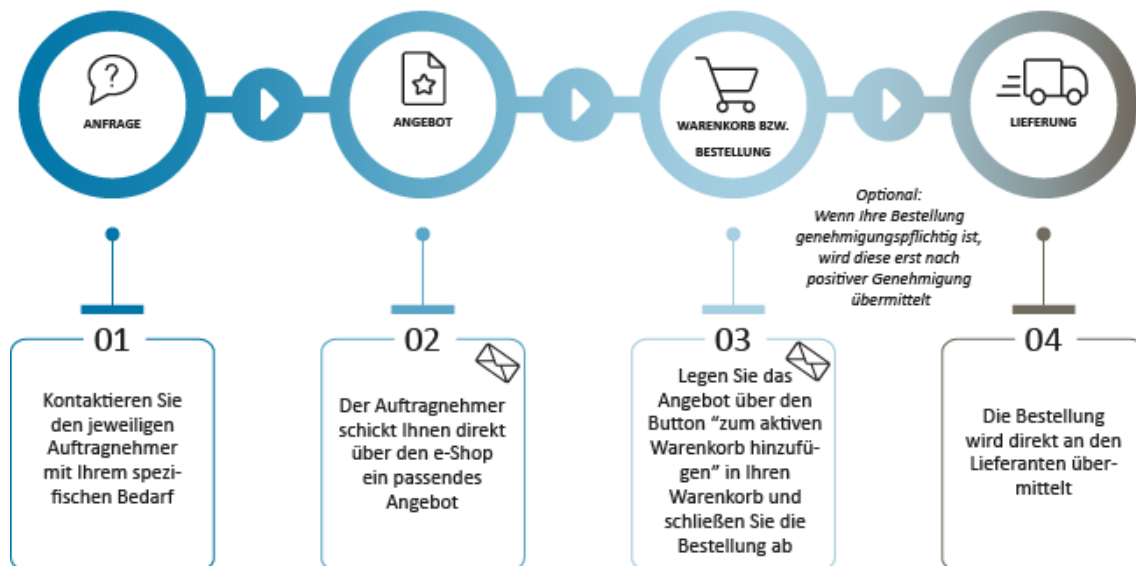 ?
ANFRAGE
ANGEBOT
WARENKORB BZW.
BESTELLUNG
LIEFERUNG
Optional:
Wenn Ihre Bestellung
genehmigungspflichtig ist,
wird diese erst nach
positiver Genehmigung
übermittelt
01
Kontaktieren Sie
den jeweiligen
Auftragnehmer
mit Ihrem spezi-
fischen Bedarf
02
Der Auftragnehmer
schickt Ihnen direkt
über den e-Shop
ein passendes
Angebot
03
Legen Sie das
Angebot über den
Button "zum aktiven
Warenkorb hinzufü-
gen" in Ihren
Warenkorb und
schließen Sie die
Bestellung ab
04
Die Bestellung
wird direkt an den
Lieferanten über-
mittelt